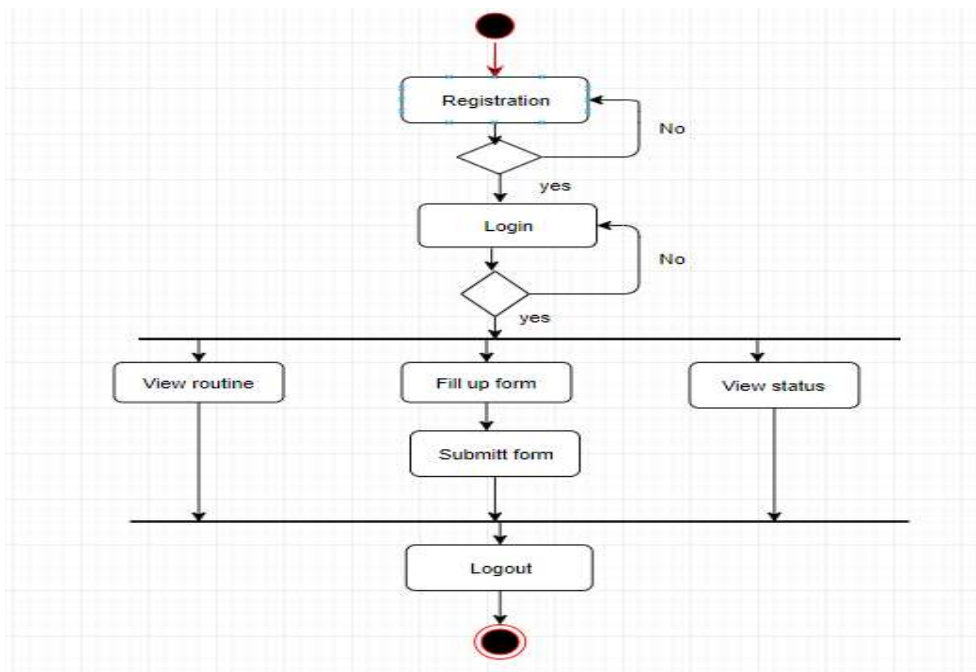 Registration
No
yes
Login
No
yes
View routine
Fill up form
View status
Submitt form
Logout